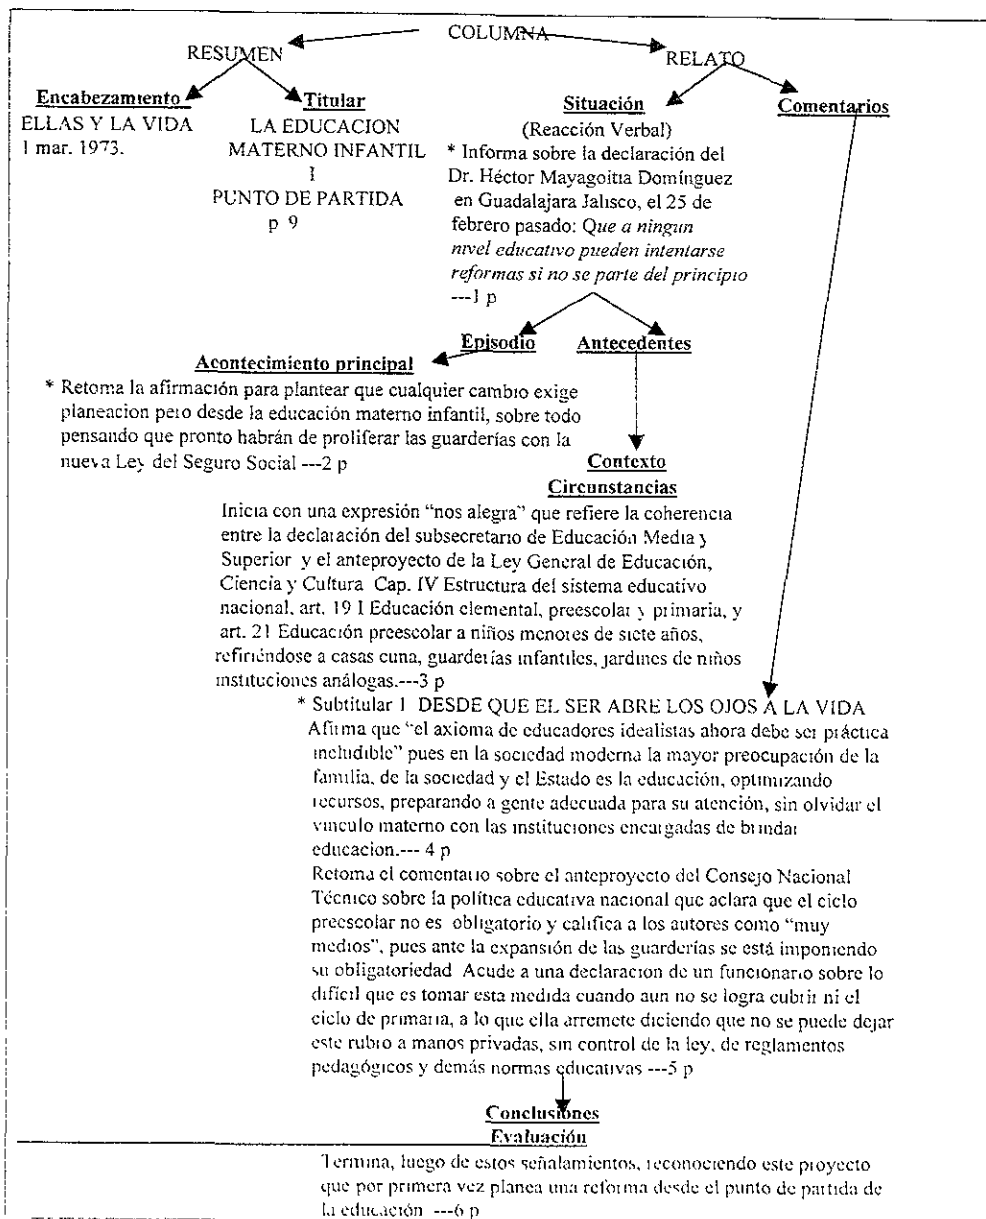 COLUMNA
RESUMEN
RELATO
Encabezamiento
ELLAS Y LA VIDA
1 mar. 1973.
Titular
LA EDUCACION
MATERNO INFANTIL
I
PUNTO DE PARTIDA
p 9
Situación
(Reacción Verbal)
* Informa sobre la declaración del
Dr. Héctor Mayagoitia Domínguez
en Guadalajara Jalisco, el 25 de
febrero pasado: Que a ningun
nivel educativo pueden intentarse
reformas si no se parte del principio
---1 p
Comentarios
Episodio
Antecedentes
Acontecimiento principal
* Retoma la afirmación para plantear que cualquier cambio exige
planeacion pero desde la educación materno infantil, sobre todo
pensando que pronto habrán de proliferar las guarderías con la
nueva Ley del Seguro Social ---2 p
Contexto
Circunstancias
Inicia con una expresión "nos alegra" que refiere la coherencia
entre la declaración del subsecretario de Educación Media y
Superior y el anteproyecto de la Ley General de Educación,
Ciencia y Cultura Cap. IV Estructura del sistema educativo
nacional, art. 19 I Educación elemental, preescolar y primaria, y
art. 21 Educación preescolar a niños menores de siete años,
refiriéndose a casas cuna, guarderías infantiles, jardines de niños
instituciones análogas.---3 p
* Subtitular 1 DESDE QUE EL SER ABRE LOS OJOS A LA VIDA
Afirma que "el axioma de educadores idealistas ahora debe ser práctica
includible" pues en la sociedad moderna la mayor preocupación de la
familia, de la sociedad y el Estado es la educación, optimizando
recursos, preparando a gente adecuada para su atención, sin olvidar el
vinculo materno con las instituciones encargadas de brindar
educacion.--- 4 p
Retoma el comentario sobre el anteproyecto del Consejo Nacional
Técnico sobre la política educativa nacional que aclara que el ciclo
preescolar no es obligatorio y califica a los autores como "muy
medios", pues ante la expansión de las guarderías se está imponiendo
su obligatoriedad Acude a una declaracion de un funcionario sobre lo
difícil que es tomar esta medida cuando aun no se logra cubrir ni el
ciclo de primaria, a lo que ella arremete diciendo que no se puede dejar
este rubro a manos privadas, sin control de la ley, de reglamentos
pedagógicos y demás normas educativas ---5 p
Conclusiones
Evaluación
Termina, luego de estos señalamientos, reconociendo este proyecto
que por primera vez planea una reforma desde el punto de partida de
la educación ---6 p